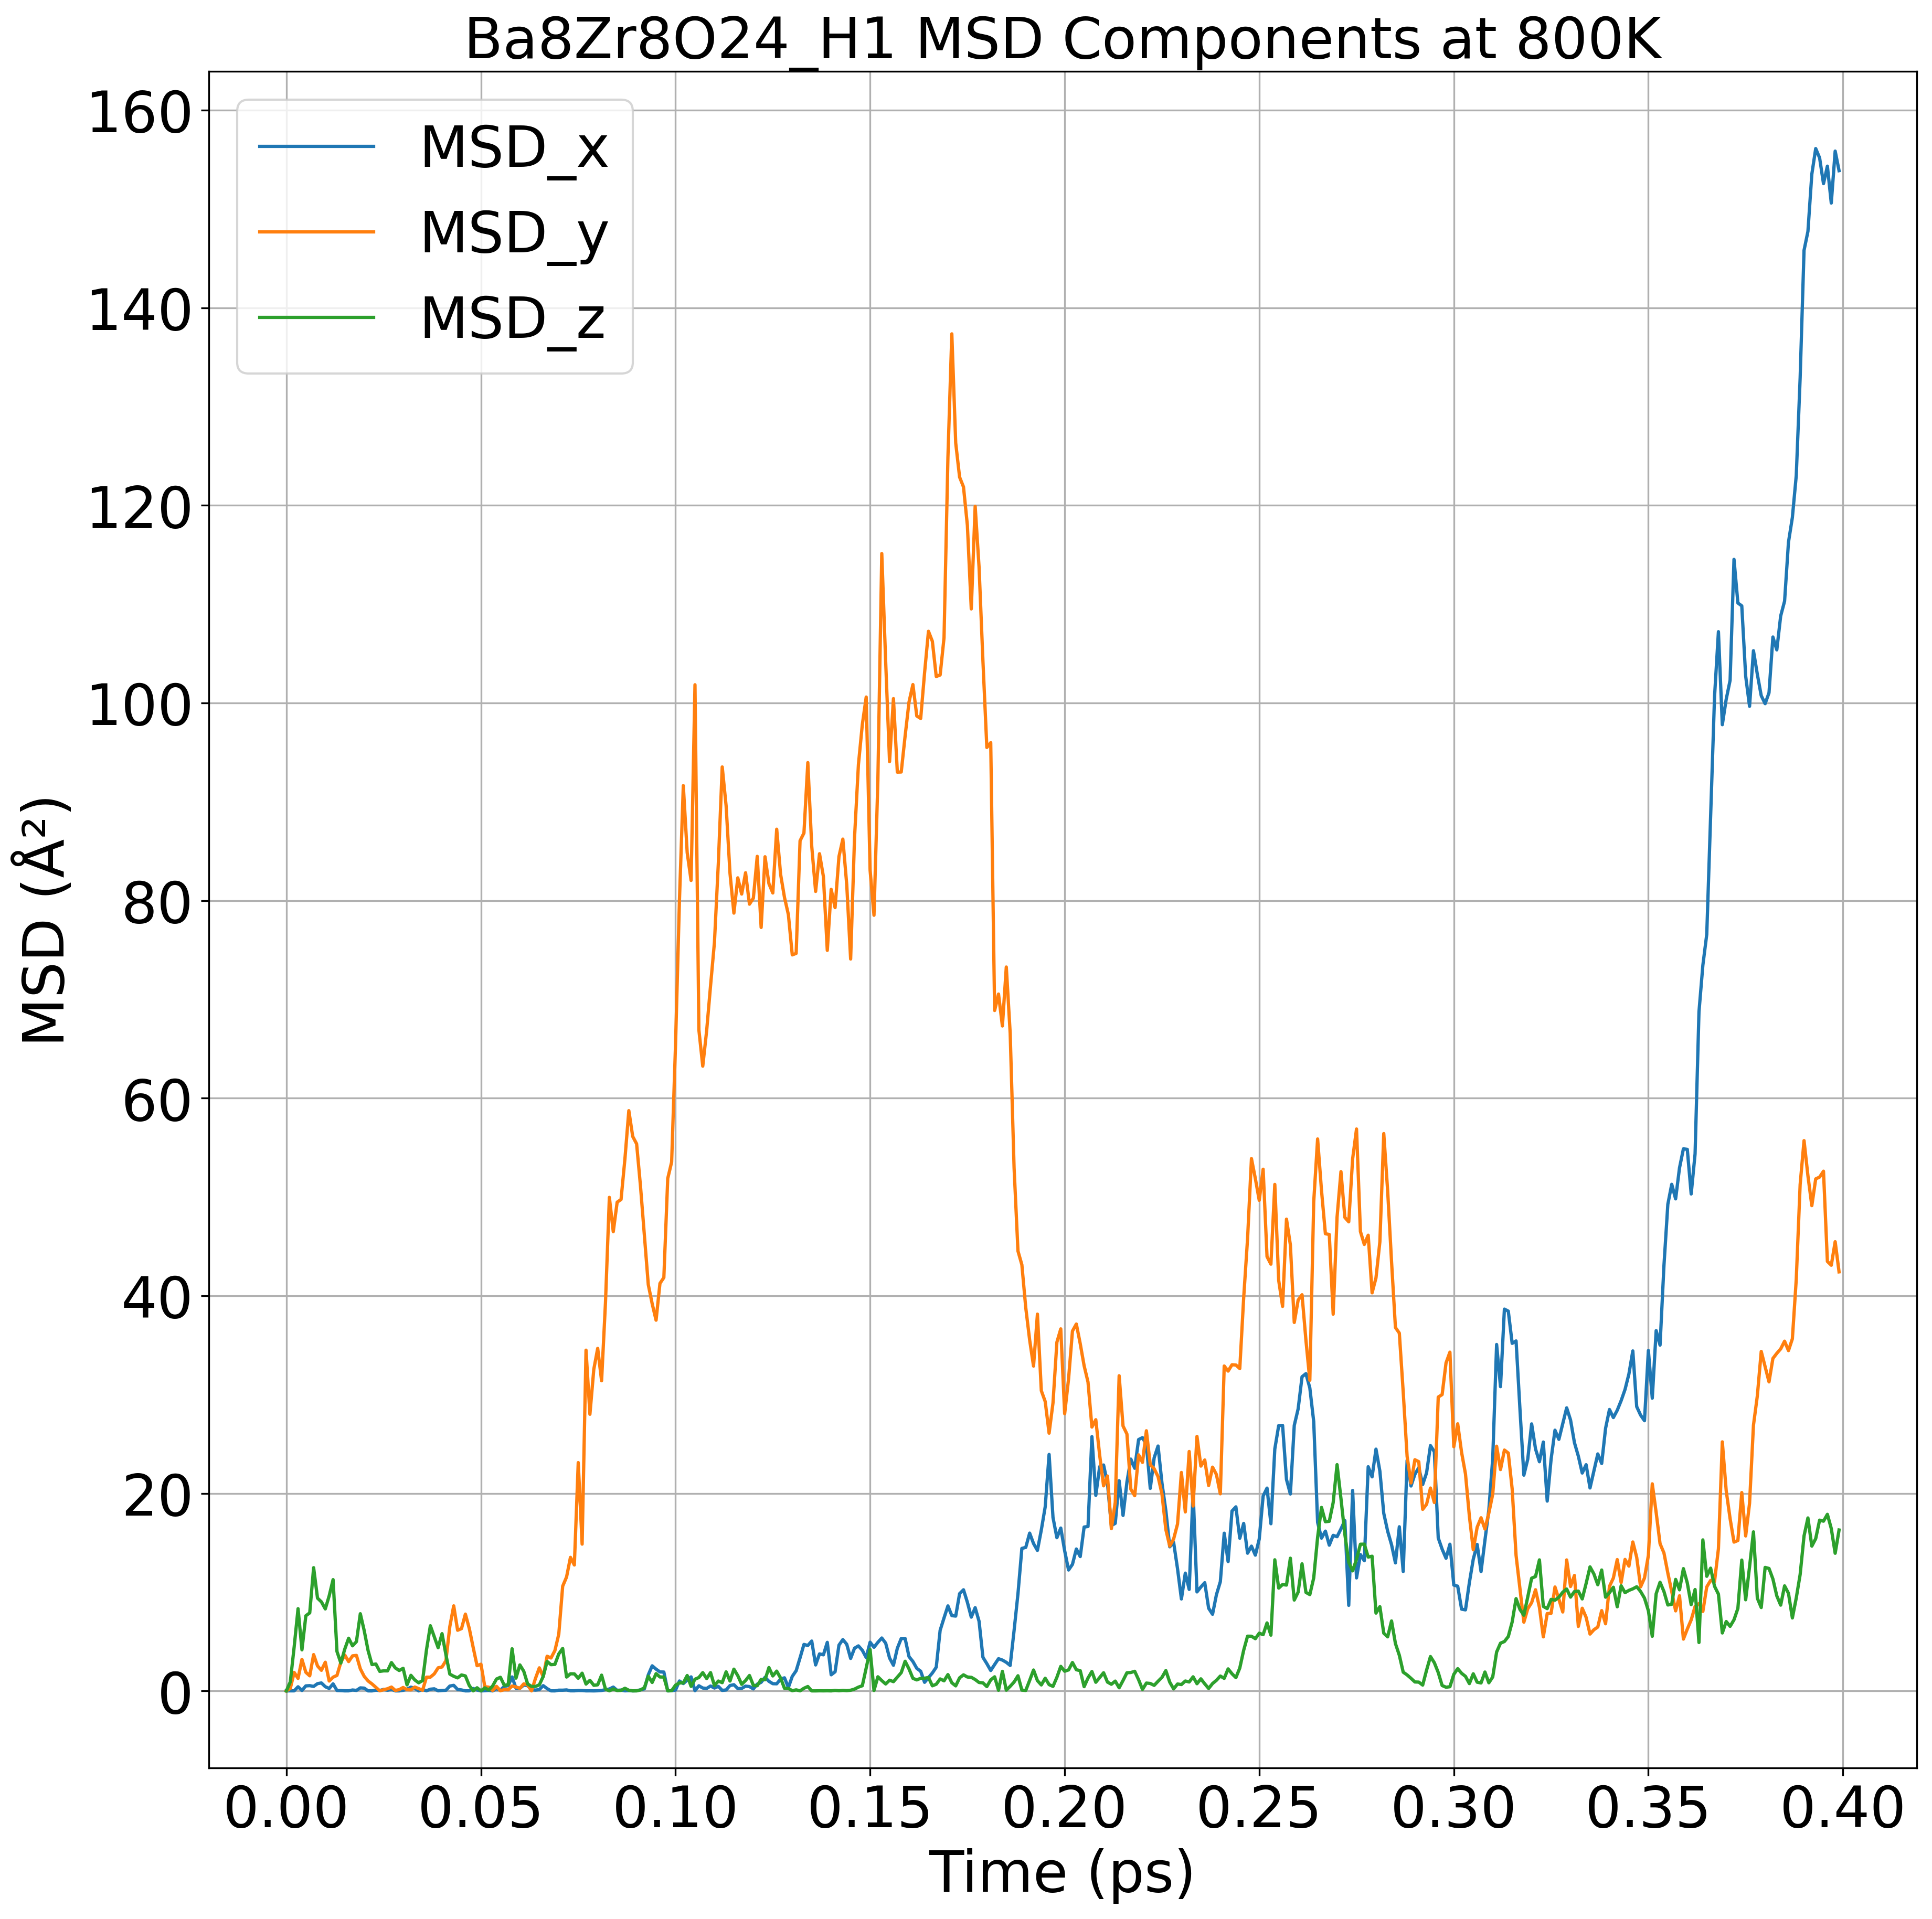 Ba8Zr8O24_H1 MSD Components at 800K
MSD_x
MSD_y
MSD_z
MSD (Å²)
160
140
120
100
80
60
40
20
0
0.00 0.05 0.10 0.15 0.20 0.25 0.30 0.35 0.40
Time (ps)